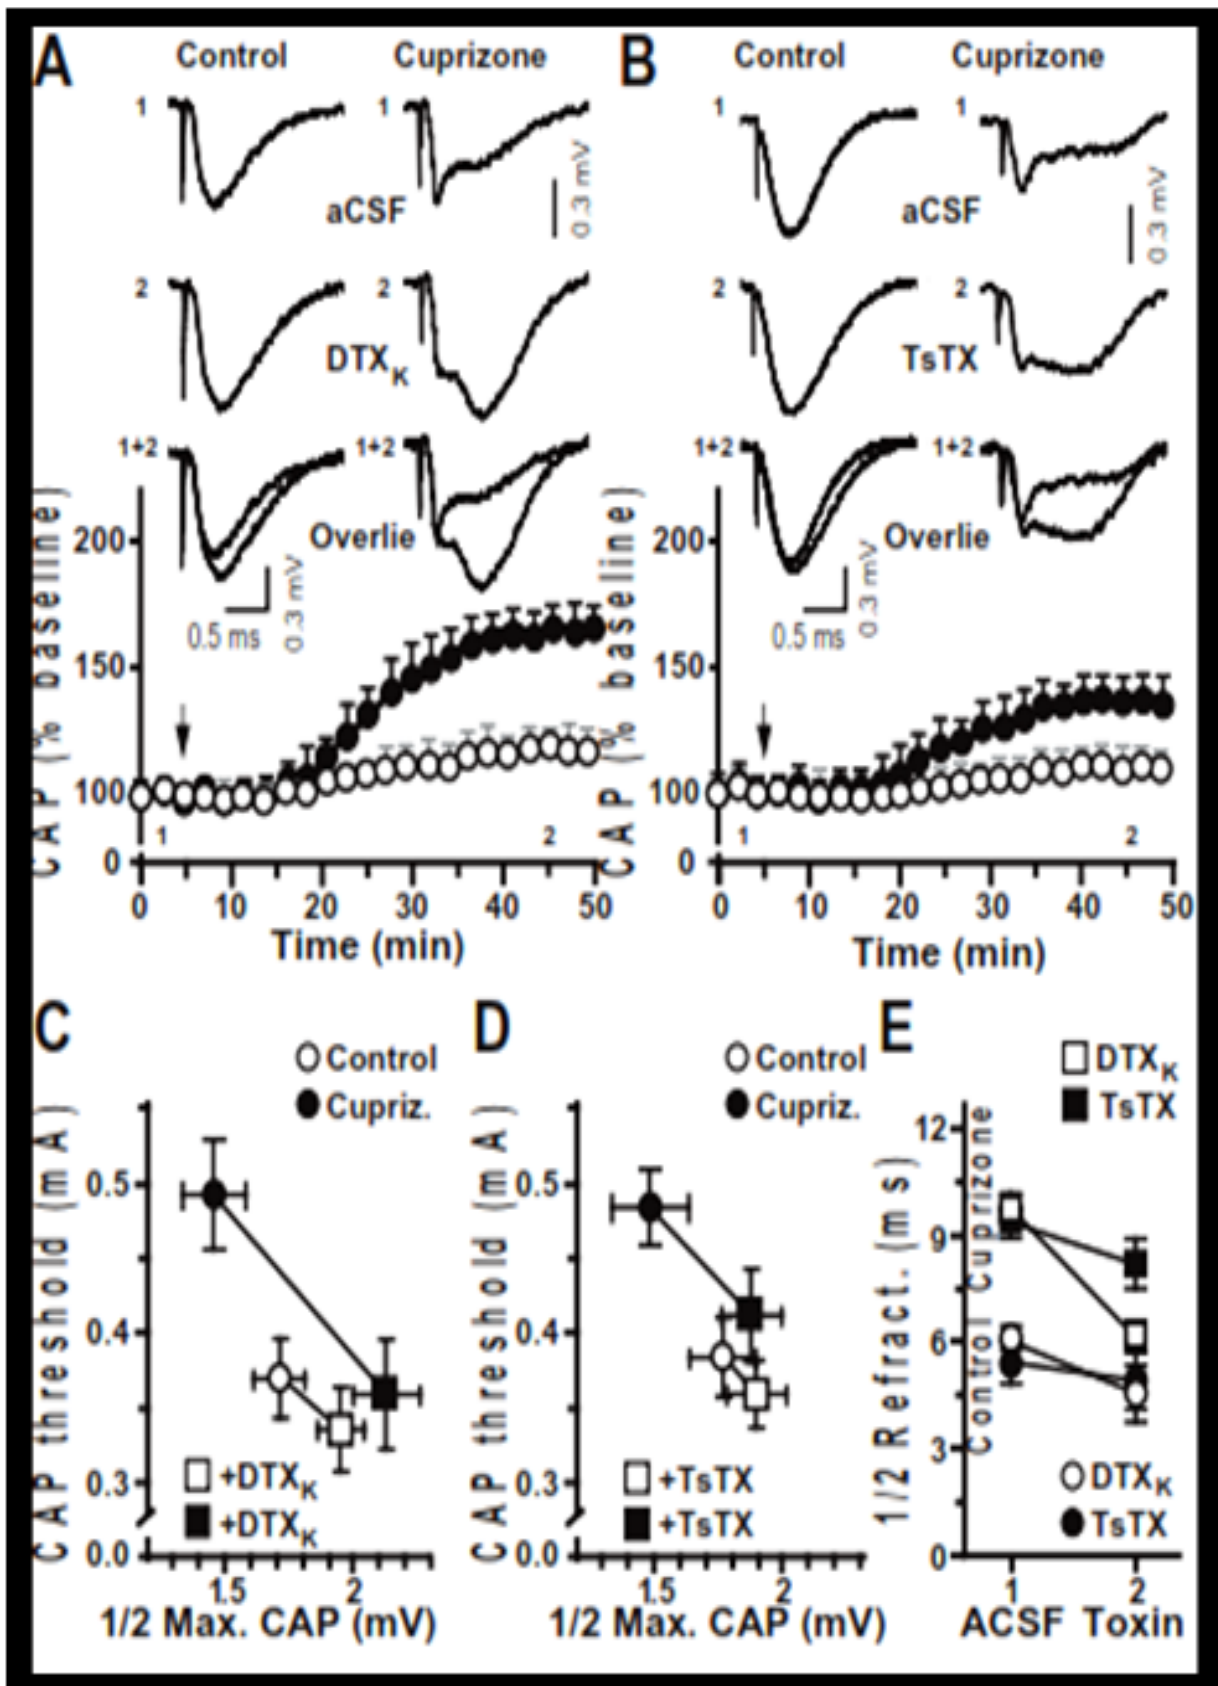 A
Control
Cuprizone
B
Control
Cuprizone
1
1
1
1
aCSF
0.3 mV
aCSF
0.3 mV
2
2
2
2
DTXK
TsTX
1+2
1+2
1+2
1+2
Overlie
Overlie
0.5 ms
0.3 mV
0.5 ms
0.3 mV
CAP (% baseline)
200
150
100
0
1
2
0 10 20 30 40 50
Time (min)
CAP (% baseline)
200
150
100
0
1
2
0 10 20 30 40 50
Time (min)
C
Control
Cupriz.
CAP threshold (mA)
0.5
0.4
0.3
0.0
+DTXK
+DTXK
1.5 2
1/2 Max. CAP (mV)
D
Control
Cupriz.
CAP threshold (mA)
0.5
0.4
0.3
0.0
+TsTX
+TsTX
1.5 2
1/2 Max. CAP (mV)
E
DTXK
TsTX
1/2 Refract. (ms)
12
9
6
3
0
Control Cuprizone
DTXK
TsTX
1 2
ACSF Toxin